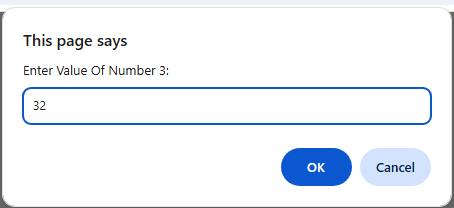 This page says
Enter Value Of Number 3:
32
OK Cancel